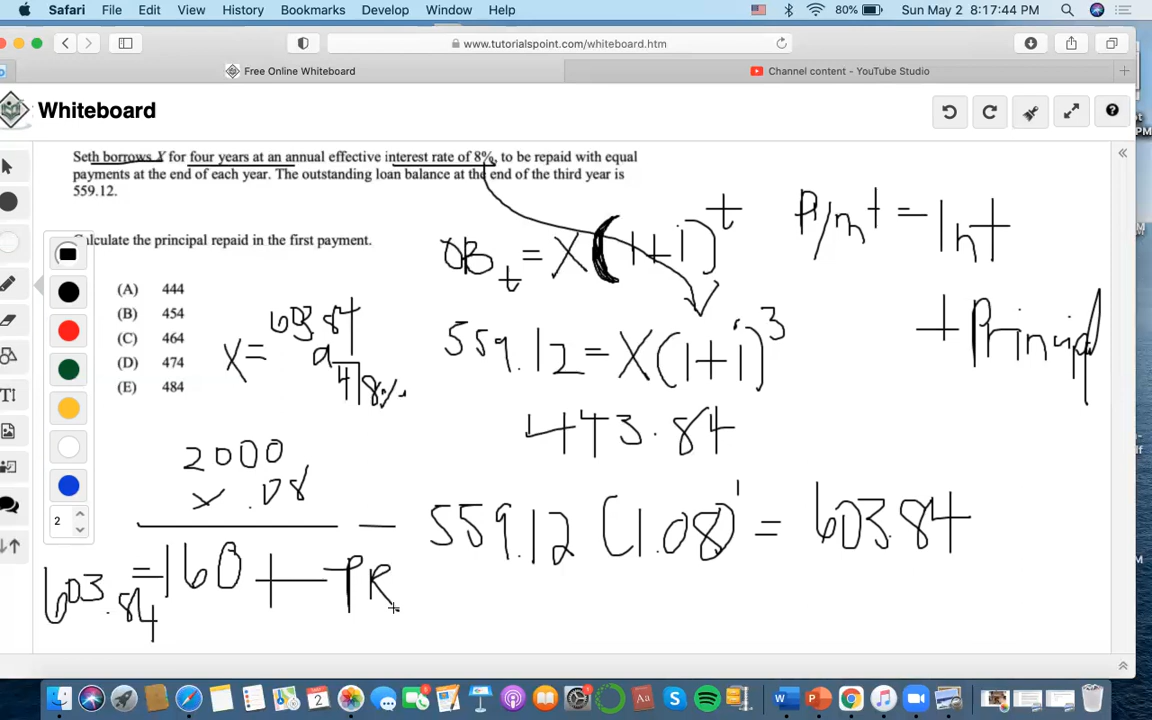 Safari File Edit View History Bookmarks Develop Window Help 80% Sun May 2 8:17:44 PM
www.tutorialspoint.com/whiteboard.htm
Free Online Whiteboard Channel content - YouTube Studio
Whiteboard
Seth borrows X for four years at an annual effective interest rate of 8%, to be repaid with equal
payments at the end of each year. The outstanding loan balance at the end of the third year is
559.12.
Calculate the principal repaid in the first payment.
(A) 444
(B) 454
(C) 464
(D) 474
(E) 484
OB t = X(1+i)^t
P/mt = Int
+ Principal
X = 603.84
a 4 8%
559.12 = X(1+i)^3
443.84
2000
x .08
559.12 (1.08)^1 = 603.84
603.84 = 160 + PR
2